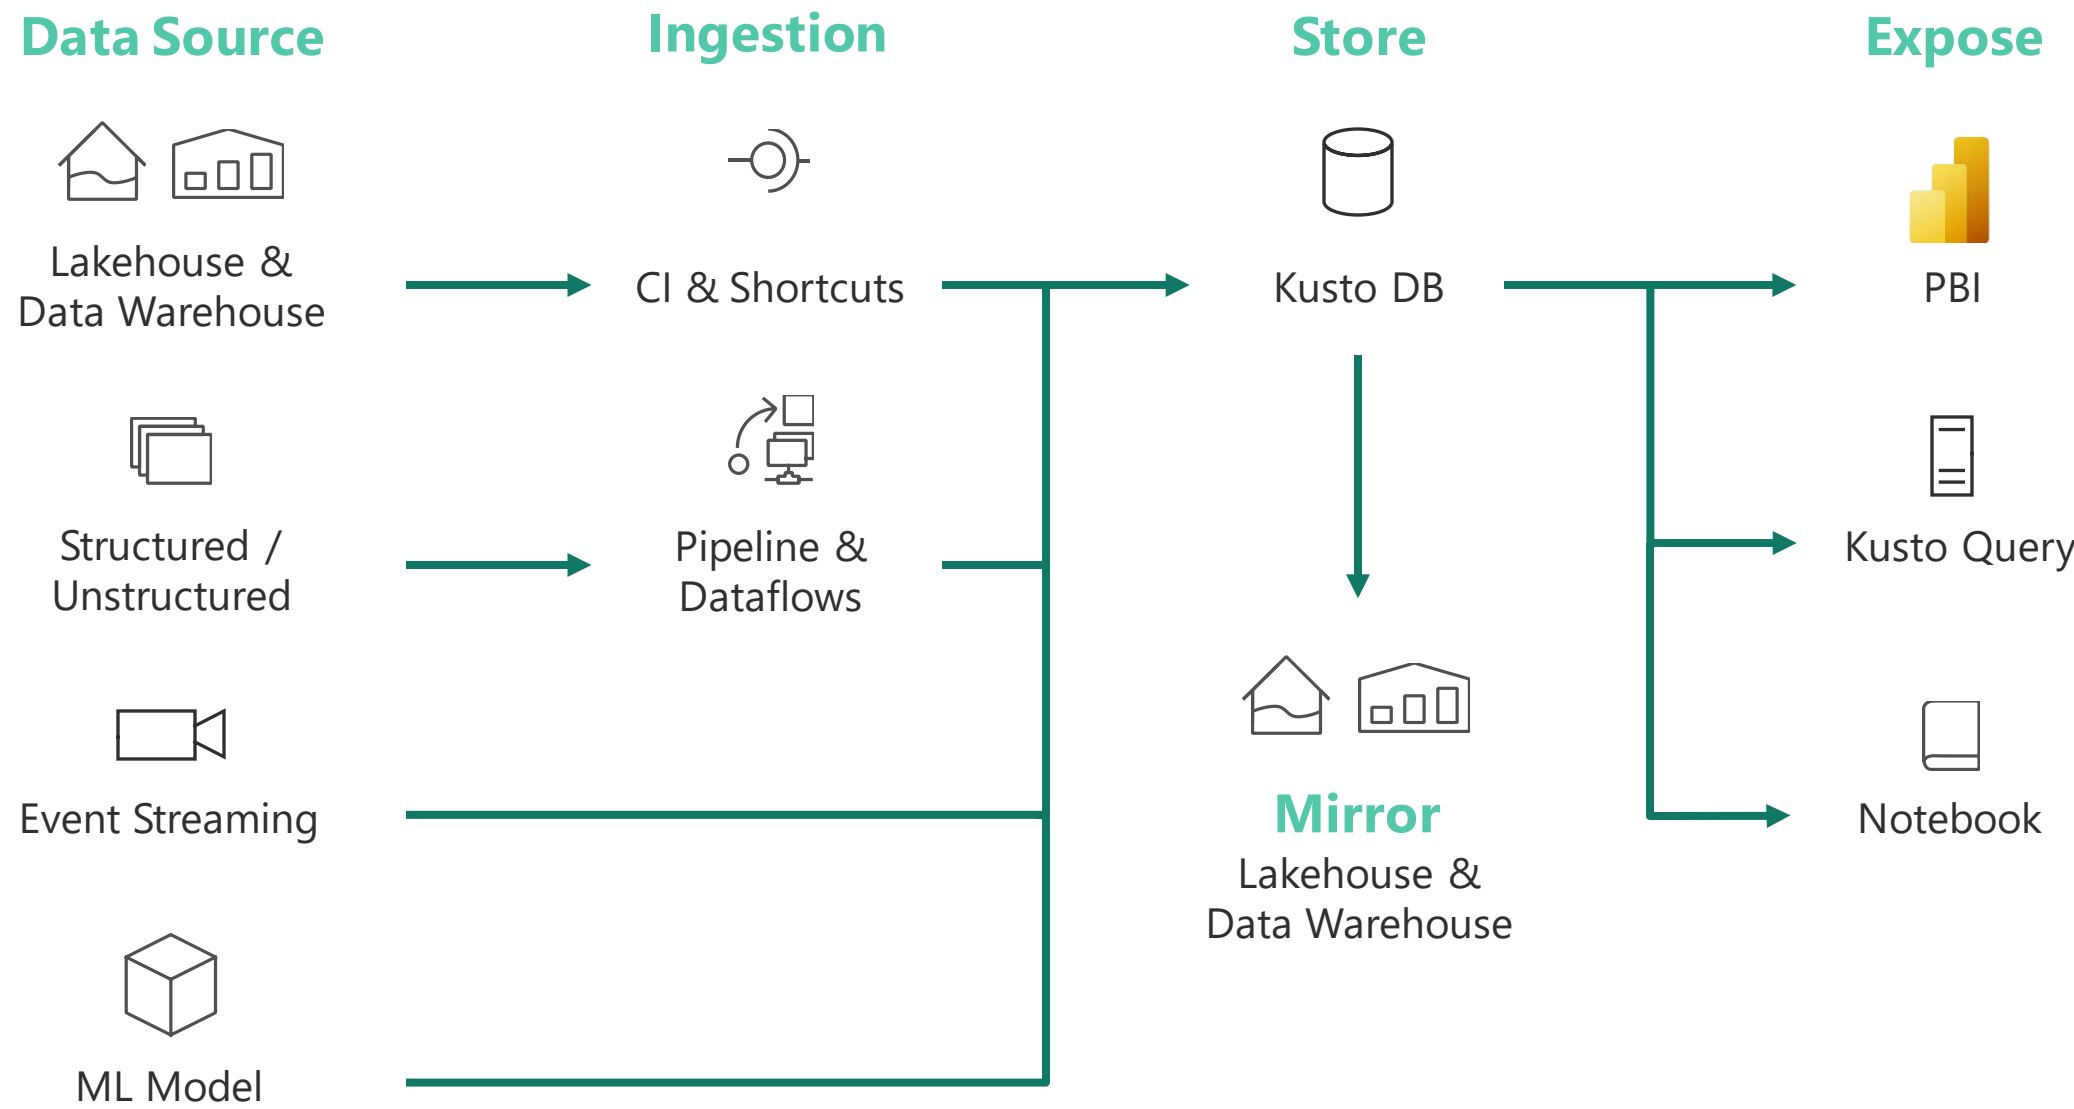 Data Source
Ingestion
Store
Expose
Lakehouse &
Data Warehouse
CI & Shortcuts
Kusto DB
PBI
Structured /
Unstructured
Pipeline &
Dataflows
Kusto Query
Event Streaming
Mirror
Lakehouse &
Data Warehouse
Notebook
ML Model